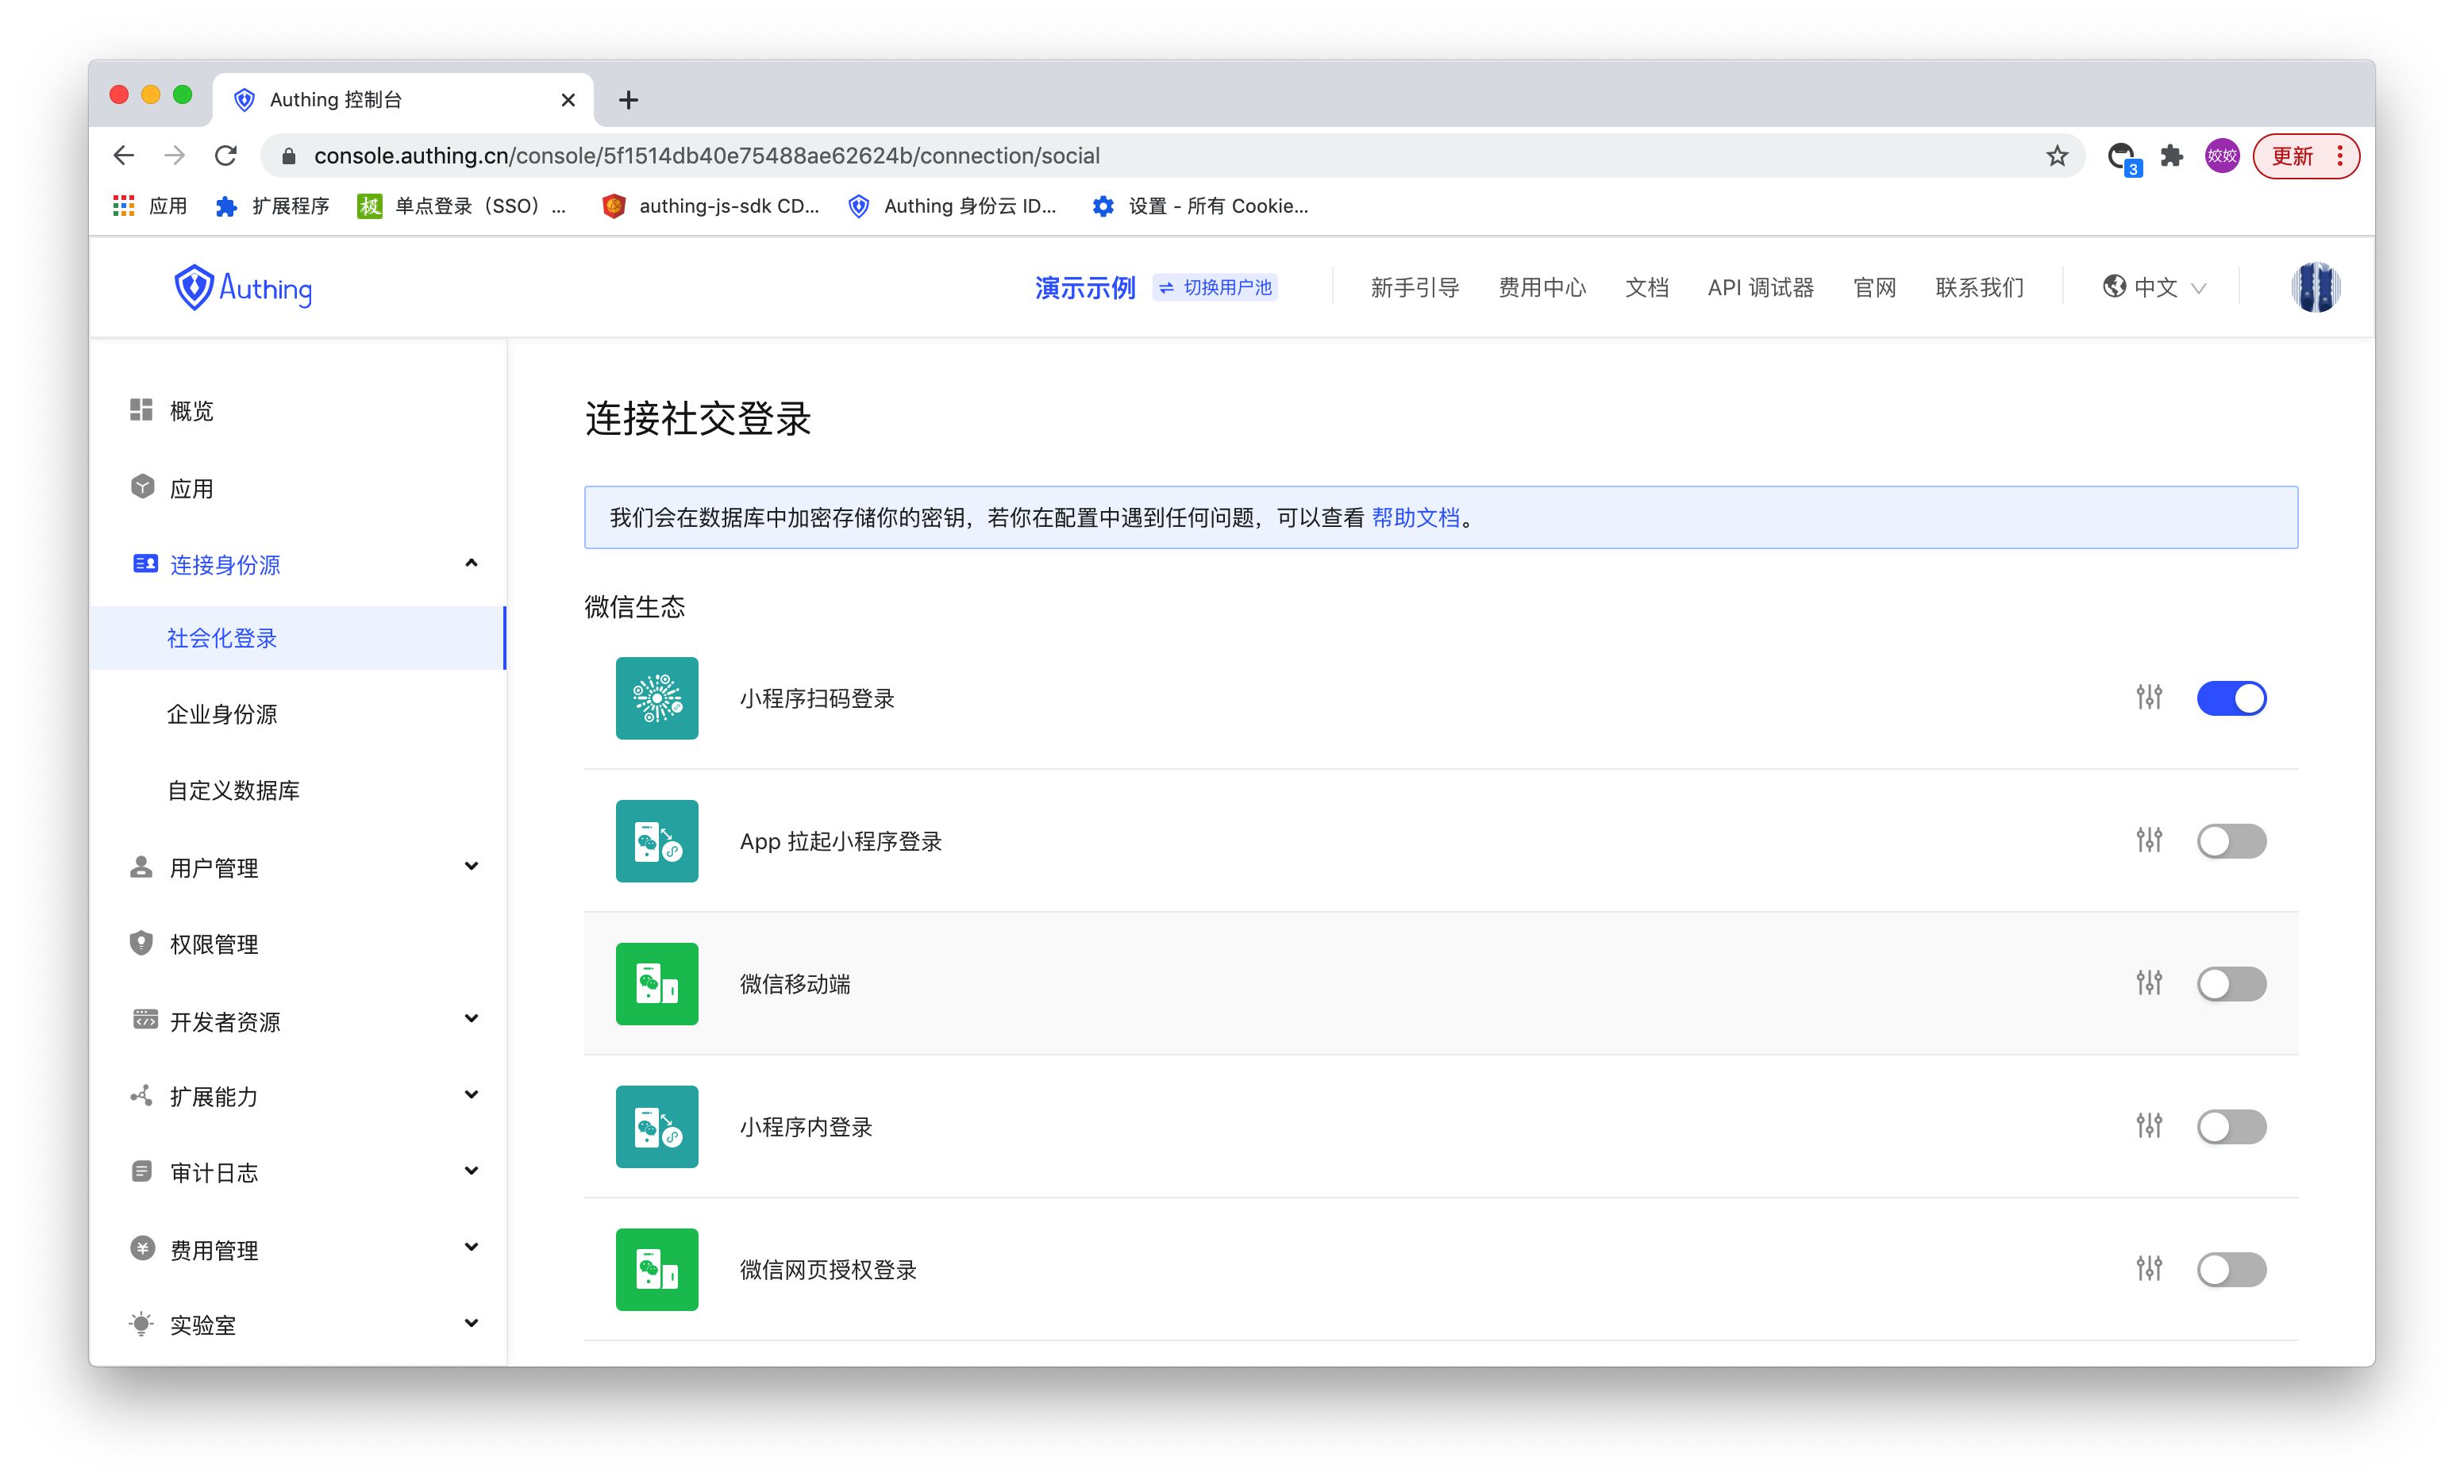 Authing 控制台
console.authing.cn/console/5f1514db40e75488ae62624b/connection/social
3
姣姣
更新
应用
扩展程序
极 单点登录（SSO）...
authing-js-sdk CD...
Authing 身份云 ID...
设置 - 所有 Cookie...
Authing
演示示例
切换用户池
新手引导
费用中心
文档
API 调试器
官网
联系我们
中文
概览
应用
连接身份源
社会化登录
企业身份源
自定义数据库
用户管理
权限管理
开发者资源
扩展能力
审计日志
费用管理
实验室
连接社交登录
我们会在数据库中加密存储你的密钥，若你在配置中遇到任何问题，可以查看 帮助文档。
微信生态
小程序扫码登录
App 拉起小程序登录
微信移动端
小程序内登录
微信网页授权登录